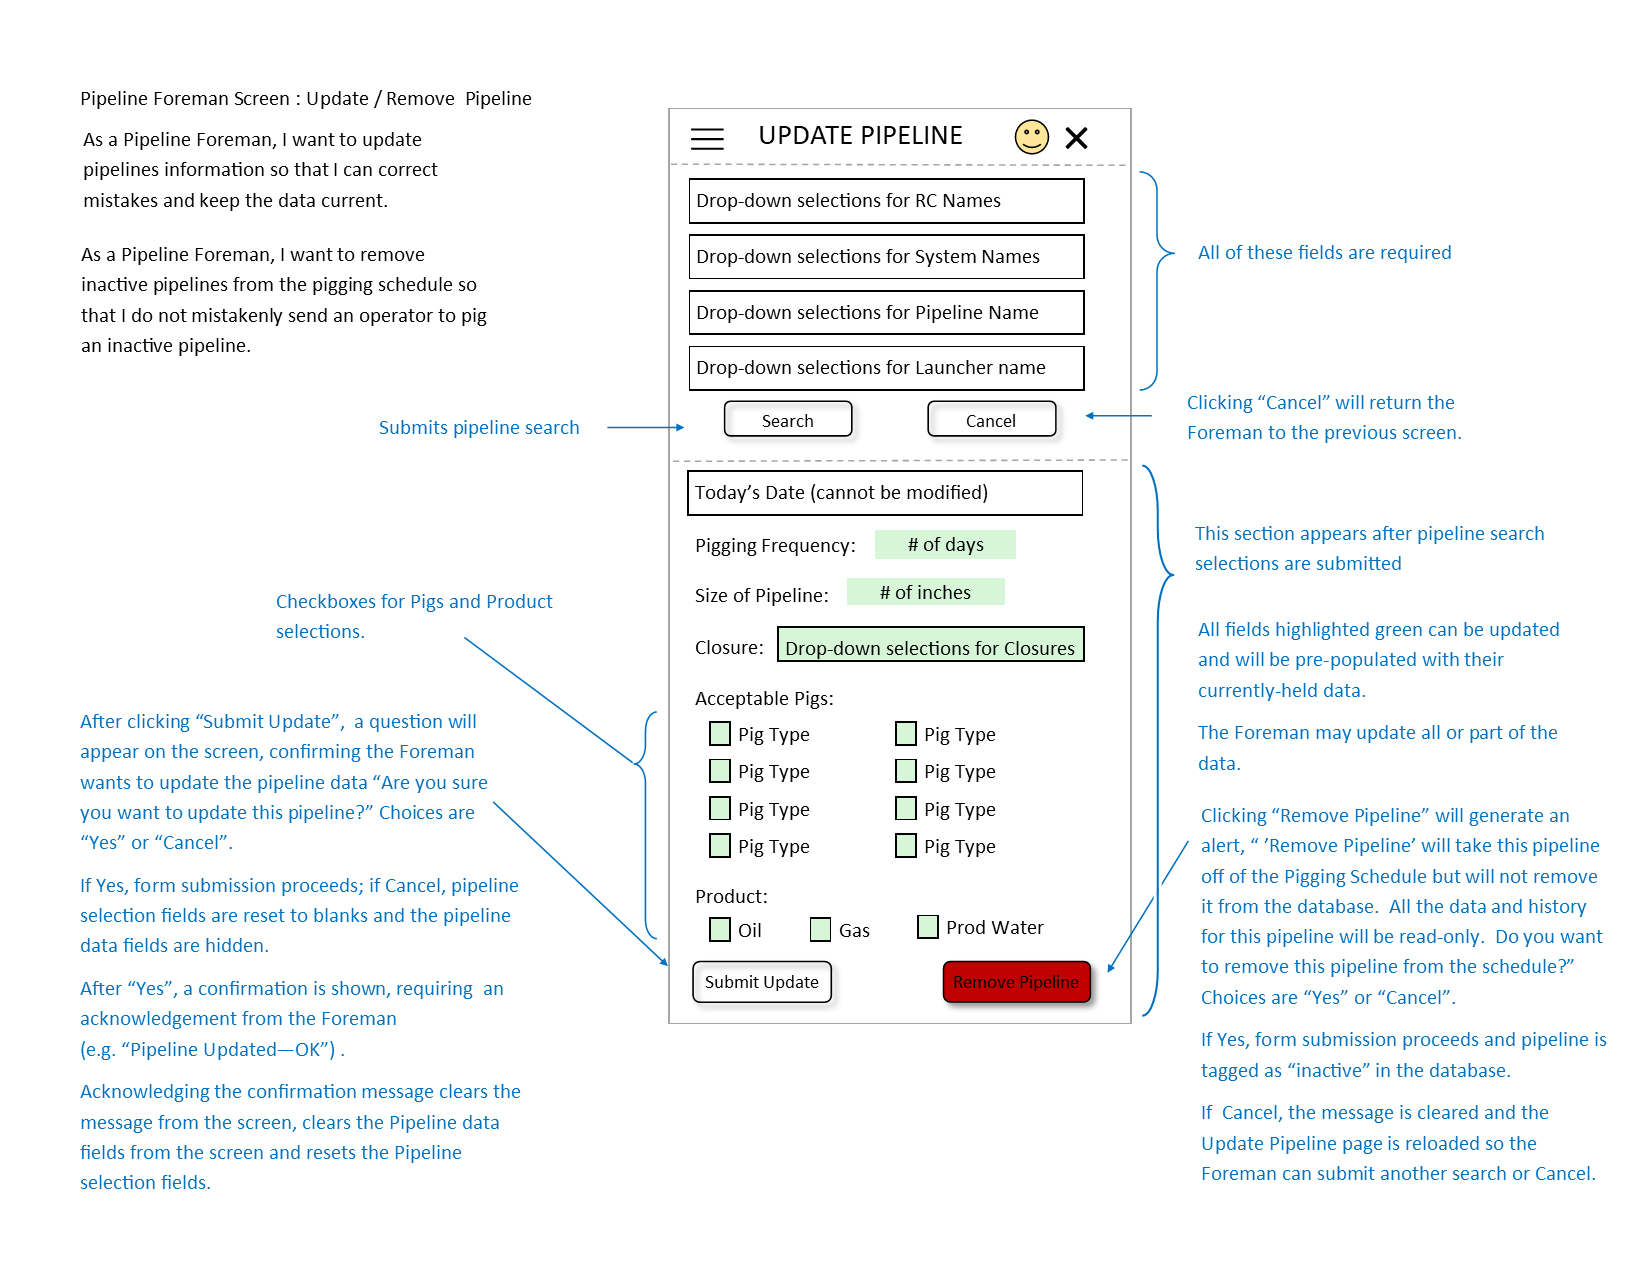 Pipeline Foreman Screen : Update / Remove  Pipeline
As a Pipeline Foreman, I want to update
pipelines information so that I can correct
mistakes and keep the data current.
As a Pipeline Foreman, I want to remove
inactive pipelines from the pigging schedule so
that I do not mistakenly send an operator to pig
an inactive pipeline.
Submits pipeline search
Checkboxes for Pigs and Product
selections.
After clicking “Submit Update”,  a question will
appear on the screen, confirming the Foreman
wants to update the pipeline data “Are you sure
you want to update this pipeline?” Choices are
“Yes” or “Cancel”.
If Yes, form submission proceeds; if Cancel, pipeline
selection fields are reset to blanks and the pipeline
data fields are hidden.
After “Yes”, a confirmation is shown, requiring  an
acknowledgement from the Foreman
(e.g. “Pipeline Updated—OK”) .
Acknowledging the confirmation message clears the
message from the screen, clears the Pipeline data
fields from the screen and resets the Pipeline
selection fields.
UPDATE PIPELINE
Drop-down selections for RC Names
Drop-down selections for System Names
Drop-down selections for Pipeline Name
Drop-down selections for Launcher name
Search
Cancel
Today’s Date (cannot be modified)
Pigging Frequency:
# of days
Size of Pipeline:
# of inches
Closure:
Drop-down selections for Closures
Acceptable Pigs:
Pig Type
Pig Type
Pig Type
Pig Type
Pig Type
Pig Type
Pig Type
Pig Type
Product:
Oil
Gas
Prod Water
Submit Update
Remove Pipeline
All of these fields are required
Clicking “Cancel” will return the
Foreman to the previous screen.
This section appears after pipeline search
selections are submitted
All fields highlighted green can be updated
and will be pre-populated with their
currently-held data.
The Foreman may update all or part of the
data.
Clicking “Remove Pipeline” will generate an
alert, “ ’Remove Pipeline’ will take this pipeline
off of the Pigging Schedule but will not remove
it from the database.  All the data and history
for this pipeline will be read-only.  Do you want
to remove this pipeline from the schedule?”
Choices are “Yes” or “Cancel”.
If Yes, form submission proceeds and pipeline is
tagged as “inactive” in the database.
If  Cancel, the message is cleared and the
Update Pipeline page is reloaded so the
Foreman can submit another search or Cancel.